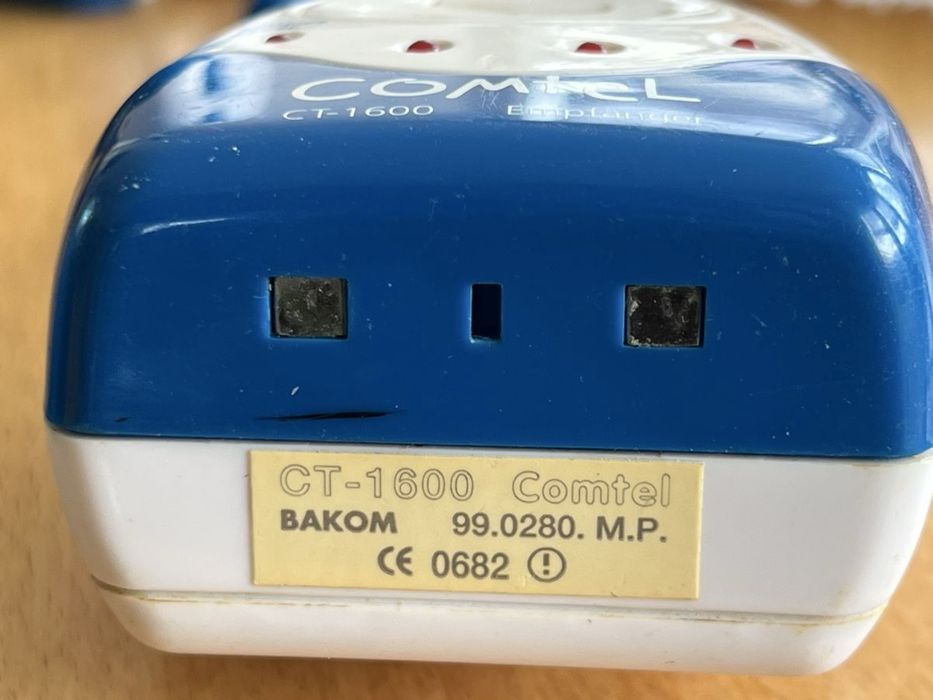 COMTEL
CT-1600 Empfänger
CT-1600 Comtel
BAKOM 99.0280. M.P.
CE 0682